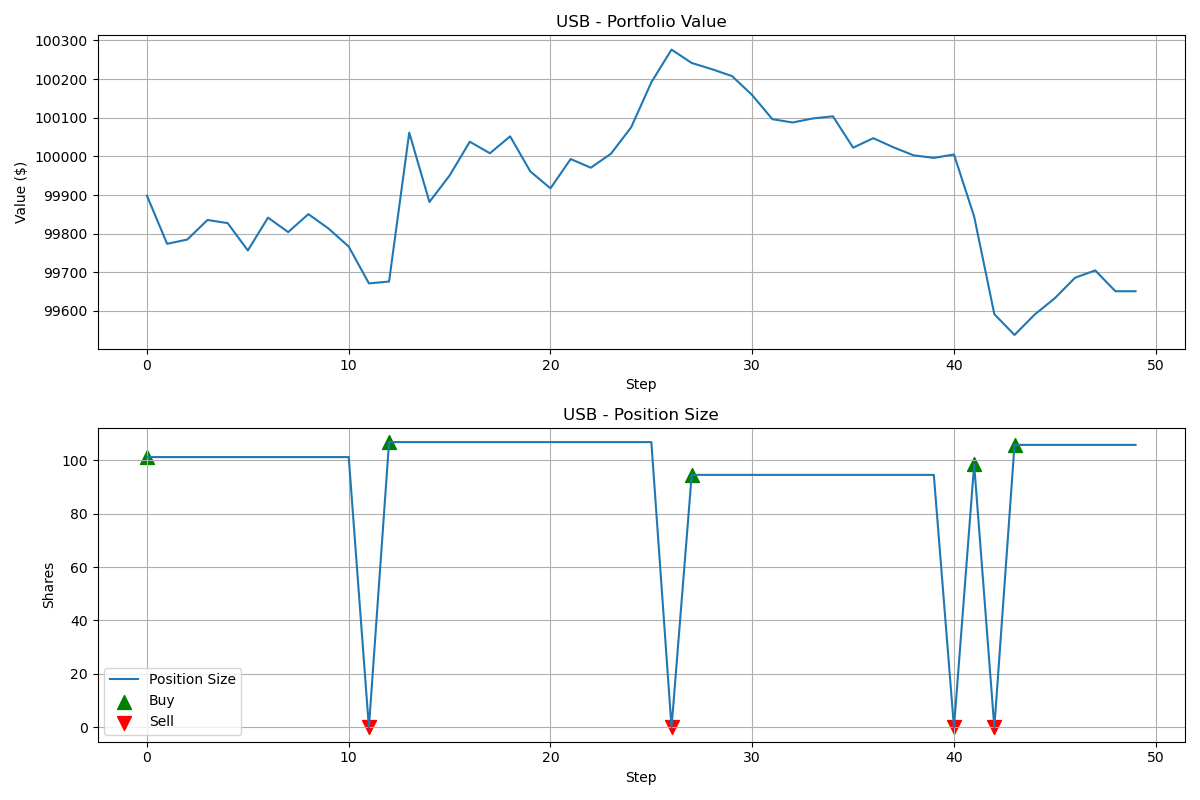 USB - Portfolio Value
Value ($)
100300
100200
100100
100000
99900
99800
99700
99600
0 10 20 30 40 50
Step
USB - Position Size
Shares
100
80
60
40
20
0
Position Size
Buy
Sell
0 10 20 30 40 50
Step